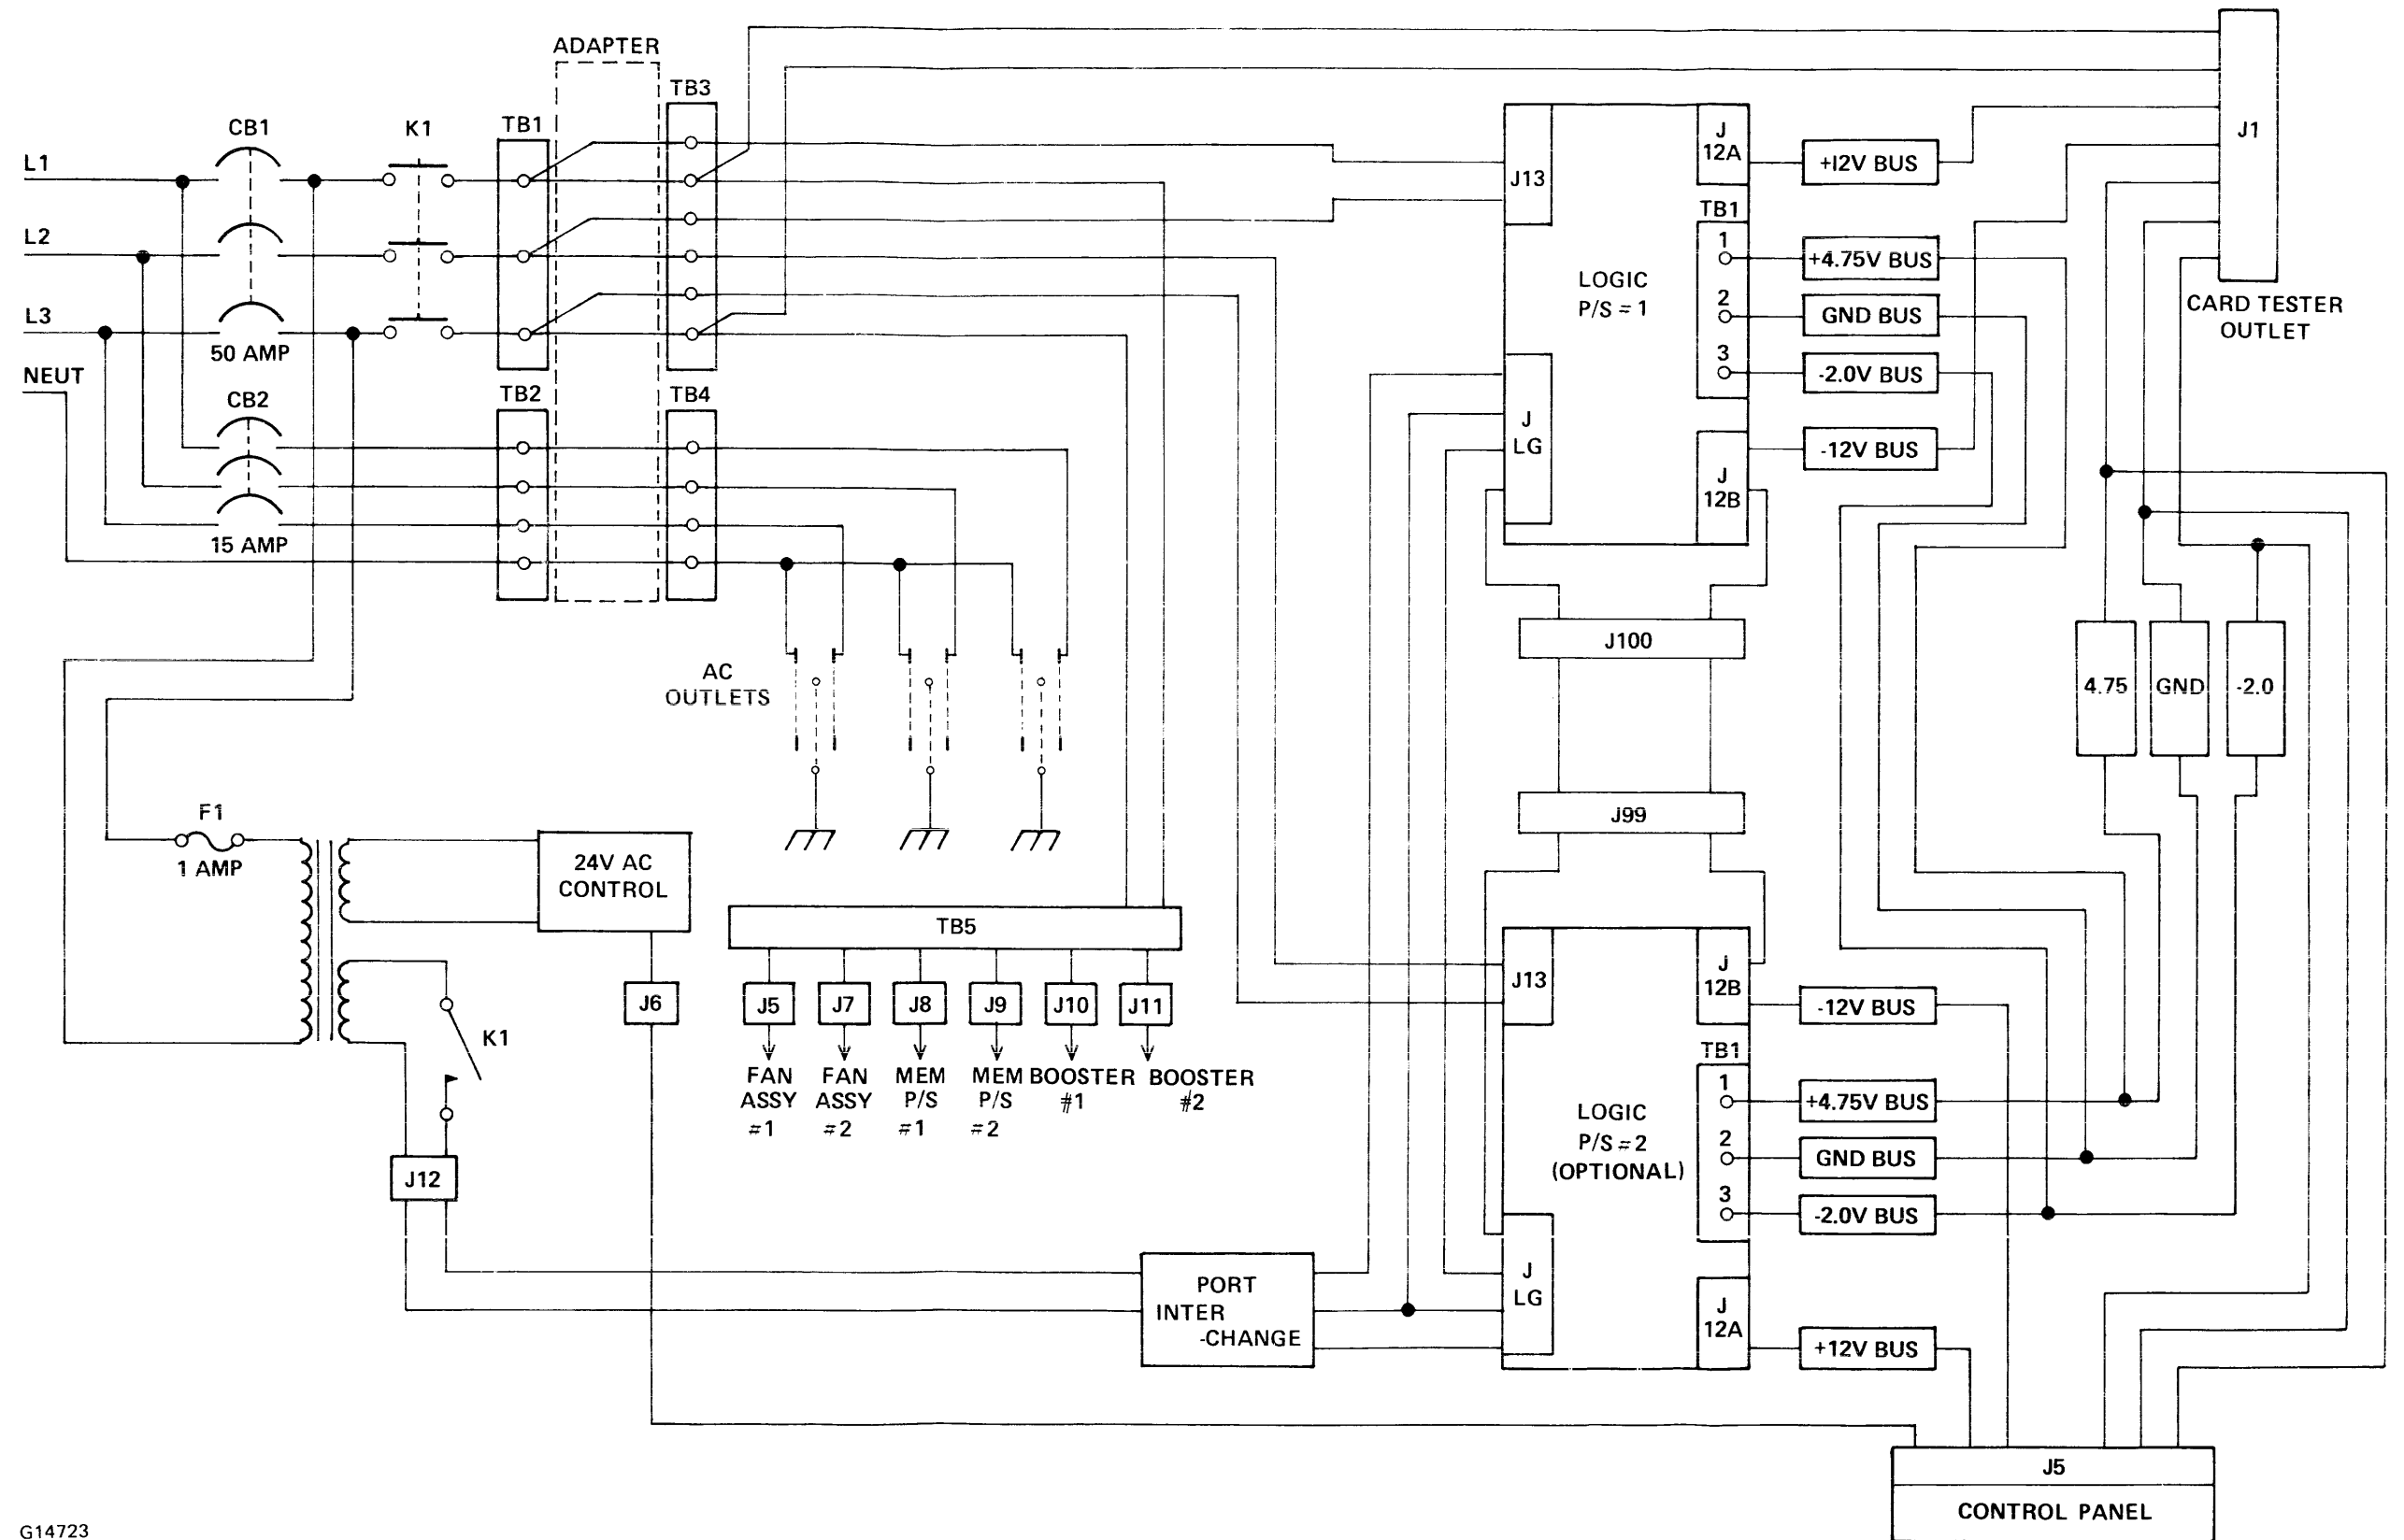 ADAPTER
TB3
CB1
K1
TB1
L1
L2
L3
50 AMP
NEUT
CB2
TB2
TB4
15 AMP
AC
OUTLETS
F1
1 AMP
24V AC
CONTROL
K1
J12
J6
TB5
J5
J7
J8
J9
J10
J11
FAN
ASSY
=1
FAN
ASSY
=2
MEM
P/S
=1
MEM
P/S
=2
BOOSTER
#1
BOOSTER
#2
PORT
INTER
-CHANGE
J13
LOGIC
P/S = 1
J
12A
TB1
1
2
3
J
LG
J
12B
+I2V BUS
+4.75V BUS
GND BUS
-2.0V BUS
-12V BUS
J1
CARD TESTER
OUTLET
J100
J99
4.75
GND
-2.0
J13
LOGIC
P/S = 2
(OPTIONAL)
J
12B
TB1
1
2
3
J
LG
J
12A
-12V BUS
+4.75V BUS
GND BUS
-2.0V BUS
+12V BUS
J5
CONTROL PANEL
G14723